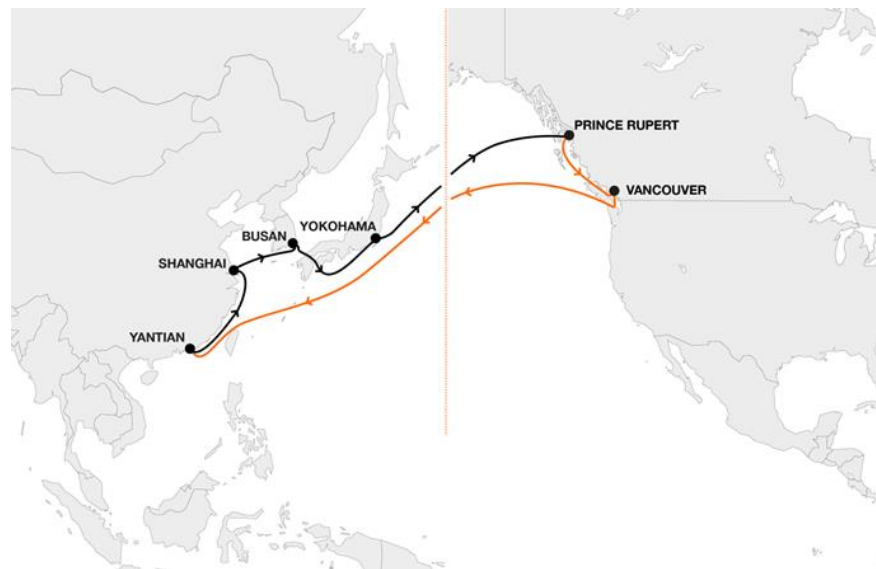 PRINCE RUPERT
VANCOUVER
YOKOHAMA
BUSAN
SHANGHAI
YANTIAN